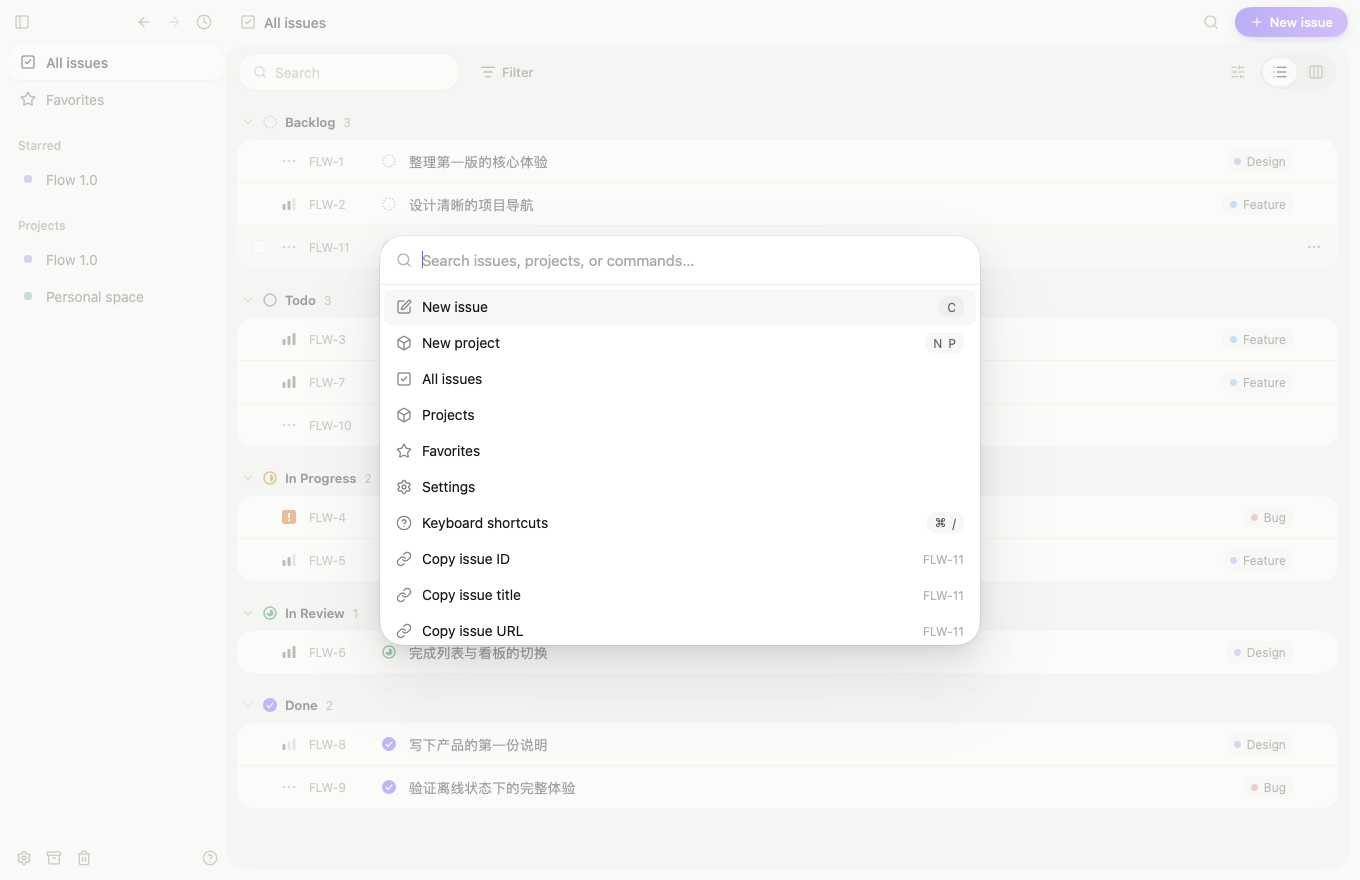 All issues
New issue
All issues
Search
Filter
Favorites
Starred
Flow 1.0
Projects
Flow 1.0
Personal space
Backlog 3
FLW-1 整理第一版的核心体验 Design
FLW-2 设计清晰的项目导航 Feature
FLW-11
Todo 3
FLW-3 Feature
FLW-7 Feature
FLW-10
In Progress 2
FLW-4 Bug
FLW-5 Feature
In Review 1
FLW-6 完成列表与看板的切换 Design
Done 2
FLW-8 写下产品的第一份说明 Design
FLW-9 验证离线状态下的完整体验 Bug
Search issues, projects, or commands...
New issue C
New project N P
All issues
Projects
Favorites
Settings
Keyboard shortcuts ⌘ /
Copy issue ID FLW-11
Copy issue title FLW-11
Copy issue URL FLW-11